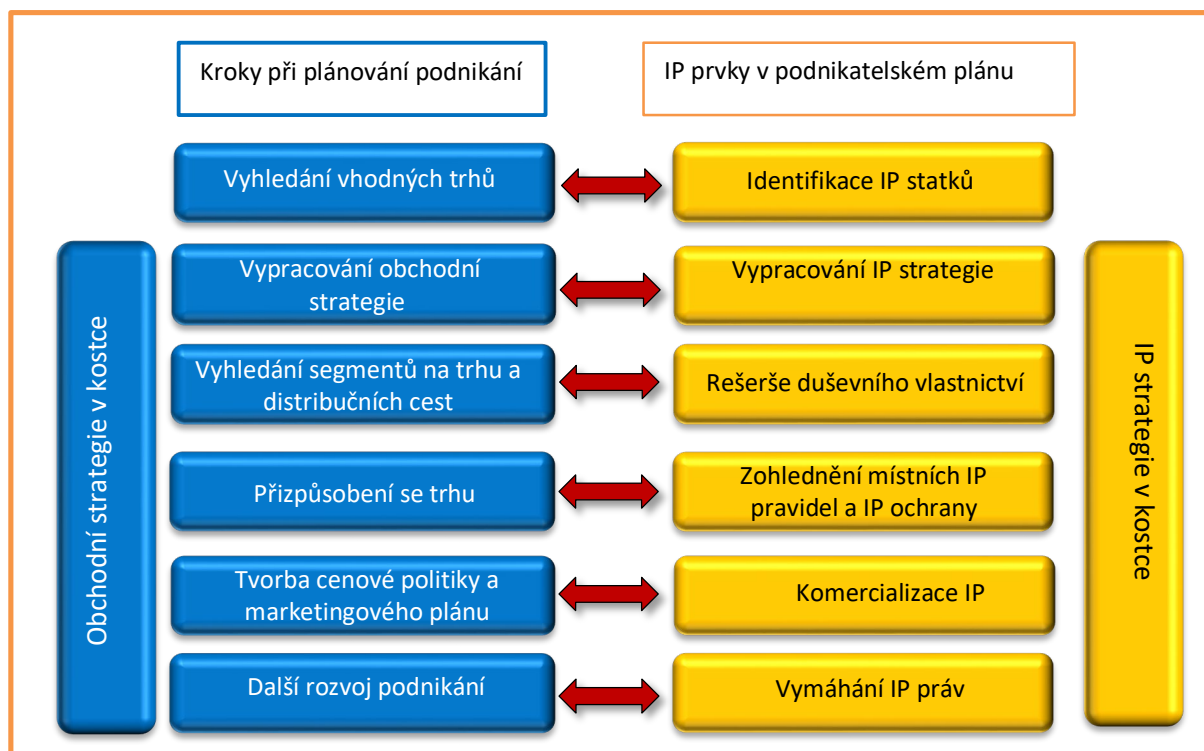 Kroky při plánování podnikání
IP prvky v podnikatelském plánu
Vyhledání vhodných trhů
Identifikace IP statků
Obchodní strategie v kostce
Vypracování obchodní
strategie
Vypracování IP strategie
Vyhledání segmentů na trhu a
distribučních cest
Rešerše duševního vlastnictví
Přizpůsobení se trhu
Zohlednění místních IP
pravidel a IP ochrany
Tvorba cenové politiky a
marketingového plánu
Komercializace IP
Další rozvoj podnikání
Vymáhání IP práv
IP strategie v kostce